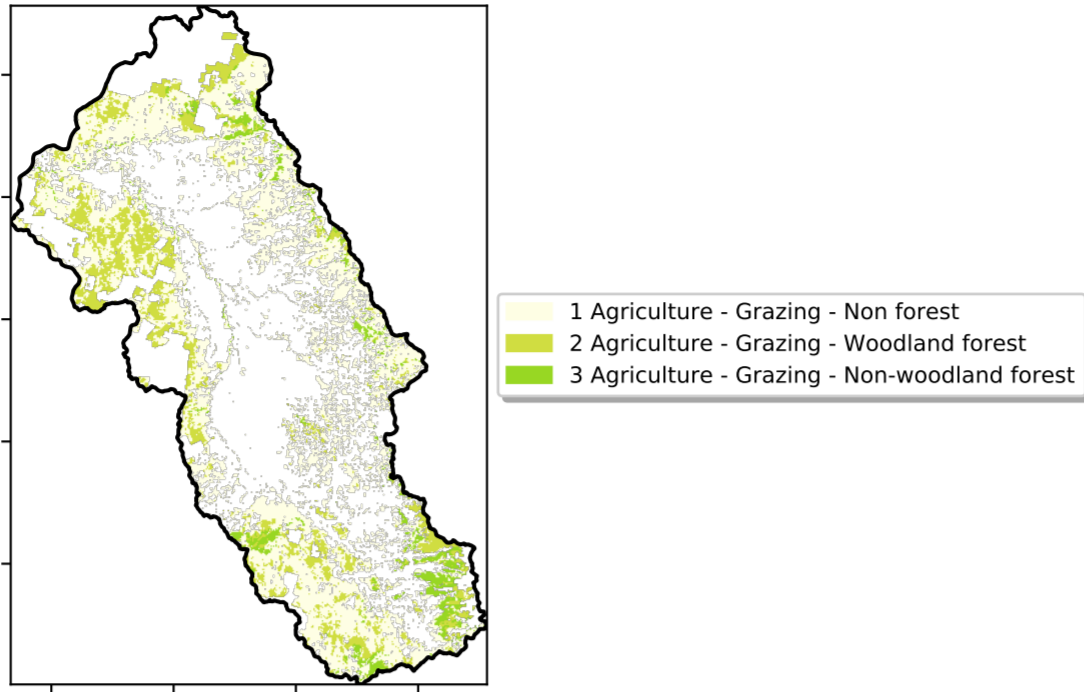 1 Agriculture - Grazing - Non forest
2 Agriculture - Grazing - Woodland forest
3 Agriculture - Grazing - Non-woodland forest